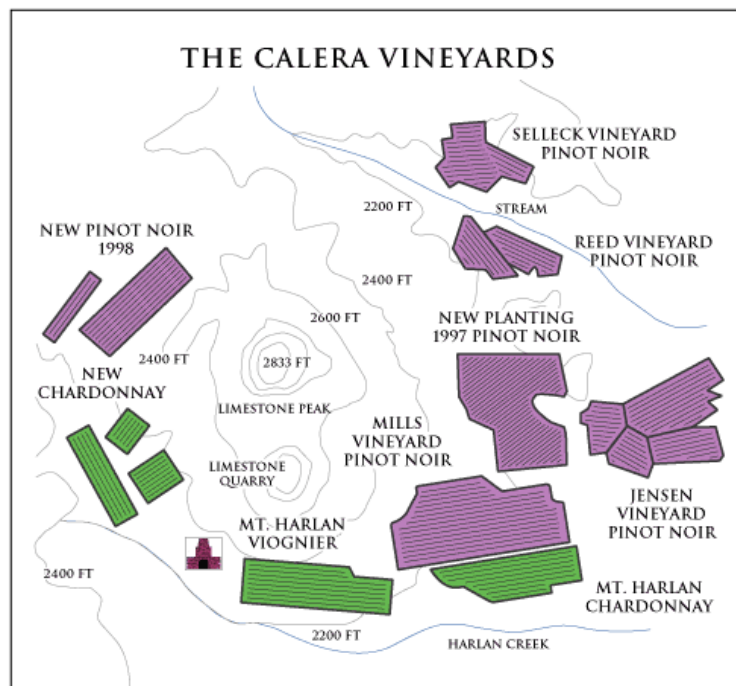 THE CALERA VINEYARDS
SELLECK VINEYARD
PINOT NOIR
2200 FT
STREAM
NEW PINOT NOIR
1998
REED VINEYARD
PINOT NOIR
2400 FT
2600 FT
NEW PLANTING
1997 PINOT NOIR
2400 FT
2833 FT
NEW
CHARDONNAY
LIMESTONE PEAK
MILLS
VINEYARD
PINOT NOIR
LIMESTONE
QUARRY
JENSEN
VINEYARD
PINOT NOIR
MT. HARLAN
VIOGNIER
2400 FT
MT. HARLAN
CHARDONNAY
2200 FT
HARLAN CREEK